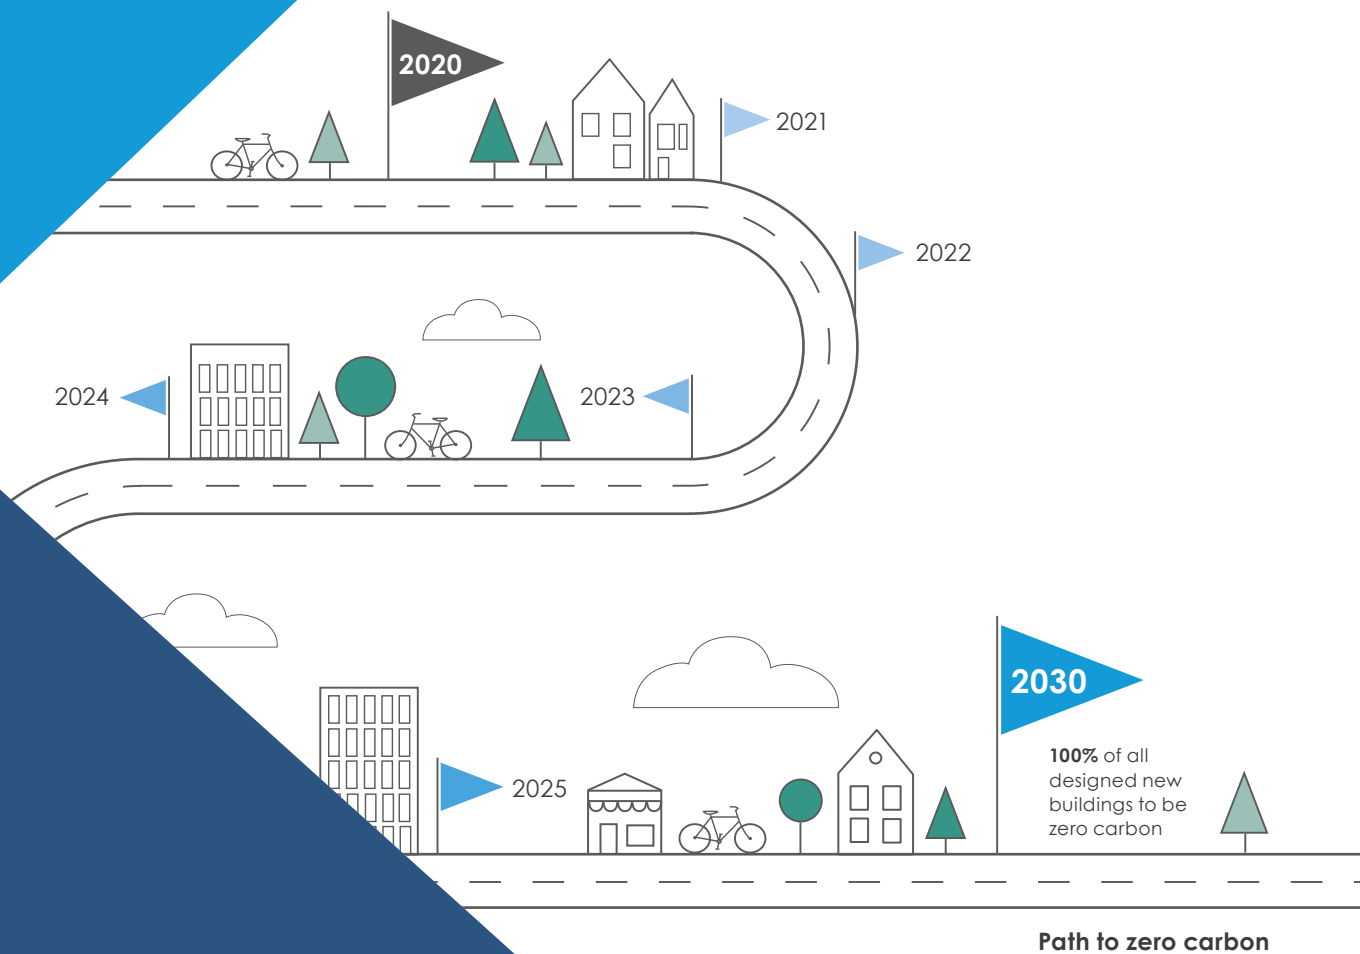 2020
2021
2022
2023
2024
2025
2030
100% of all
designed new
buildings to be
zero carbon
Path to zero carbon